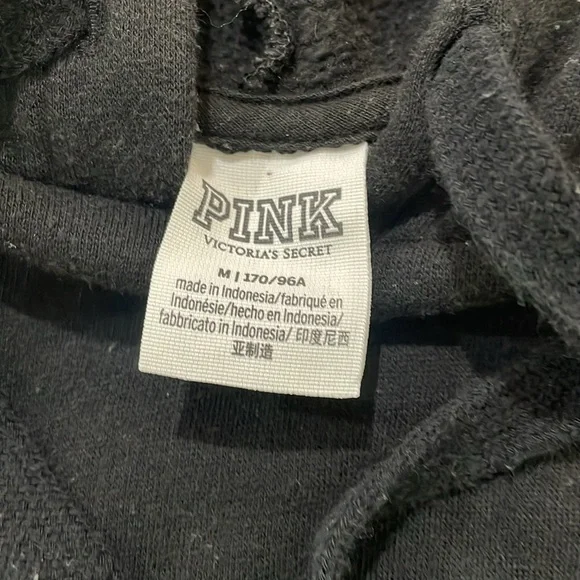 PINK
VICTORIA'S SECRET
M | 170/96A
made in Indonesia/fabriqué en
Indonésie/hecho en Indonesia/
fabbricato in Indonesia/ 印度尼西
亚制造